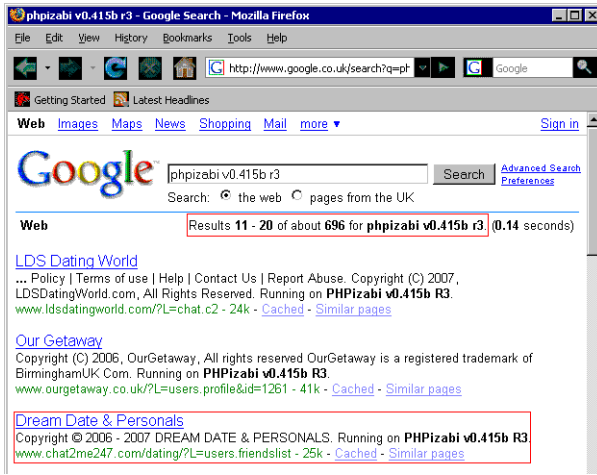 phpizabi v0.415b r3 - Google Search - Mozilla Firefox
File Edit View History Bookmarks Tools Help
G http://www.google.co.uk/search?q=ph G Google
Getting Started Latest Headlines
Web Images Maps News Shopping Mail more ▼ Sign in
Google™ phpizabi v0.415b r3 Search Advanced Search
Preferences
Search: the web pages from the UK
Web Results 11 - 20 of about 696 for phpizabi v0.415b r3. (0.14 seconds)
LDS Dating World
... Policy | Terms of use | Help | Contact Us | Report Abuse. Copyright (C) 2007,
LDSDatingWorld.com, All Rights Reserved. Running on PHPizabi v0.415b R3.
www.ldsdatingworld.com/?L=chat.c2 - 24k - Cached - Similar pages
Our Getaway
Copyright (C) 2006, OurGetaway, All rights reserved OurGetaway is a registered trademark of
BirminghamUK Com. Running on PHPizabi v0.415b R3.
www.ourgetaway.co.uk/?L=users.profile&id=1261 - 41k - Cached - Similar pages
Dream Date & Personals
Copyright © 2006 - 2007 DREAM DATE & PERSONALS. Running on PHPizabi v0.415b R3.
www.chat2me247.com/dating/?L=users.friendslist - 25k - Cached - Similar pages